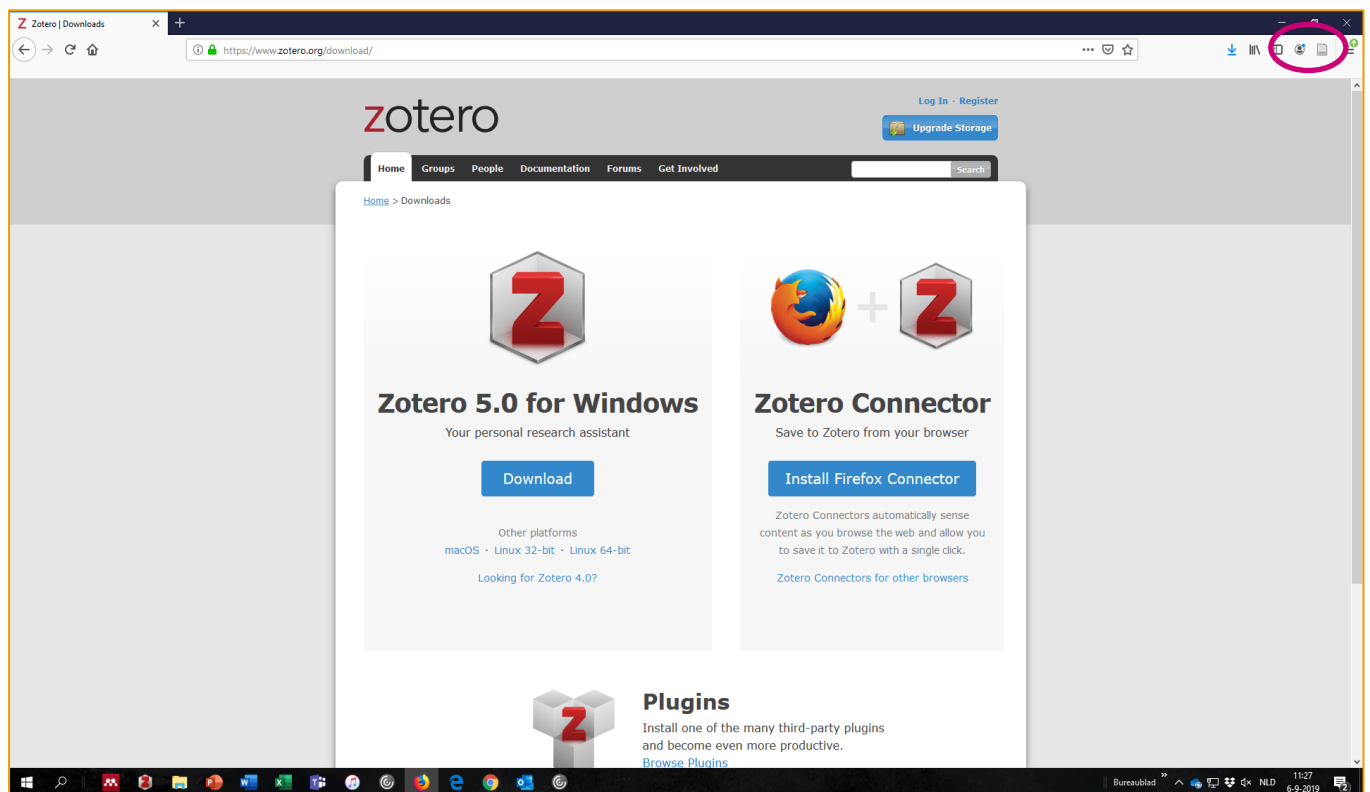 Zotero | Downloads
https://www.zotero.org/download/
zotero
Log In · Register
Upgrade Storage
Home Groups People Documentation Forums Get Involved
Search
Home > Downloads
Zotero 5.0 for Windows
Your personal research assistant
Download
Other platforms
macOS · Linux 32-bit · Linux 64-bit
Looking for Zotero 4.0?
Zotero Connector
Save to Zotero from your browser
Install Firefox Connector
Zotero Connectors automatically sense
content as you browse the web and allow you
to save it to Zotero with a single click.
Zotero Connectors for other browsers
Plugins
Install one of the many third-party plugins
and become even more productive.
Browse Plugins
Bureaublad
NLD
11:27
6-9-2019
2